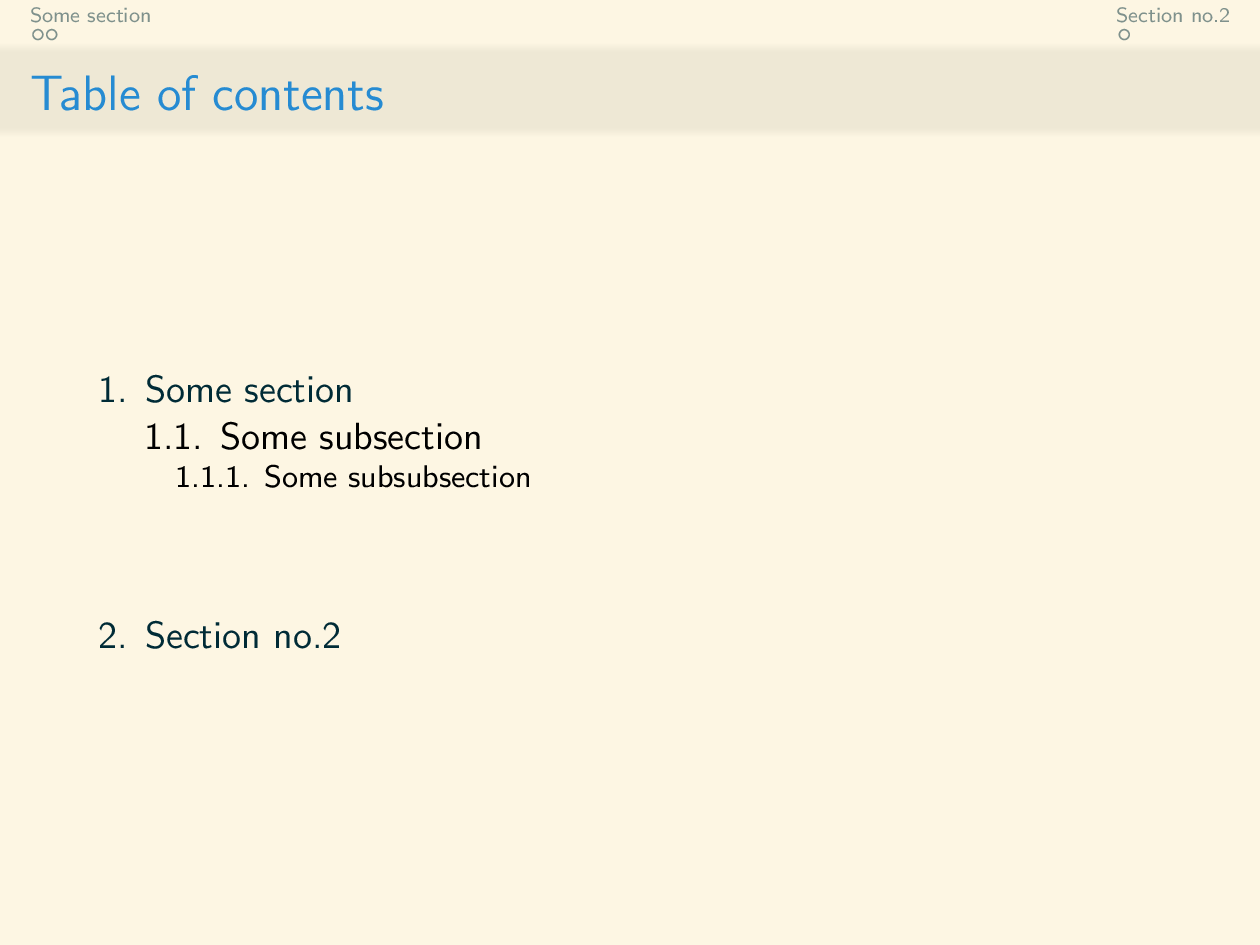 Some section
Section no.2
Table of contents
1. Some section
1.1. Some subsection
1.1.1. Some subsubsection
2. Section no.2